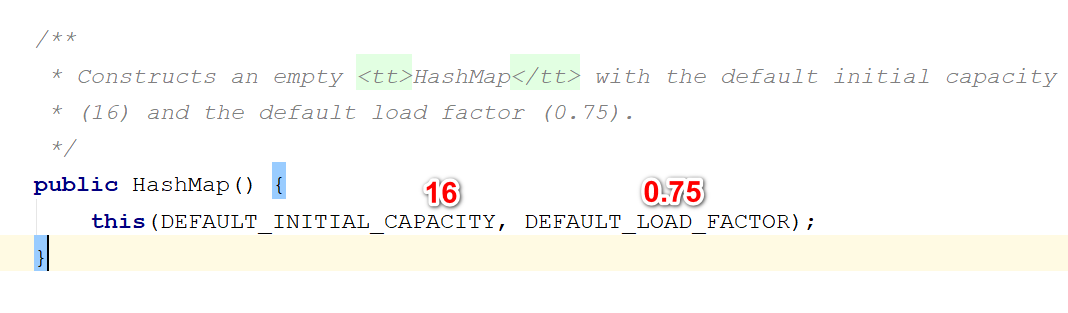 /**
* Constructs an empty <tt>HashMap</tt> with the default initial capacity
* (16) and the default load factor (0.75).
*/
public HashMap() {
16 0.75
this(DEFAULT_INITIAL_CAPACITY, DEFAULT_LOAD_FACTOR);
}